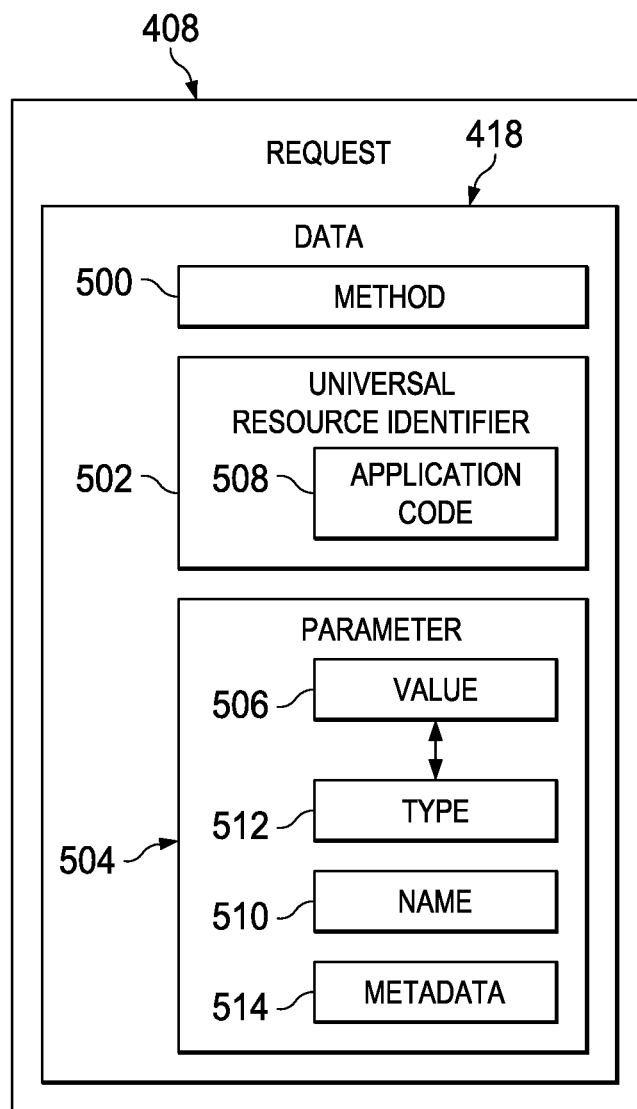 408
REQUEST
418
DATA
500
METHOD
UNIVERSAL
RESOURCE IDENTIFIER
502
508
APPLICATION
CODE
PARAMETER
506
VALUE
512
TYPE
504
510
NAME
514
METADATA